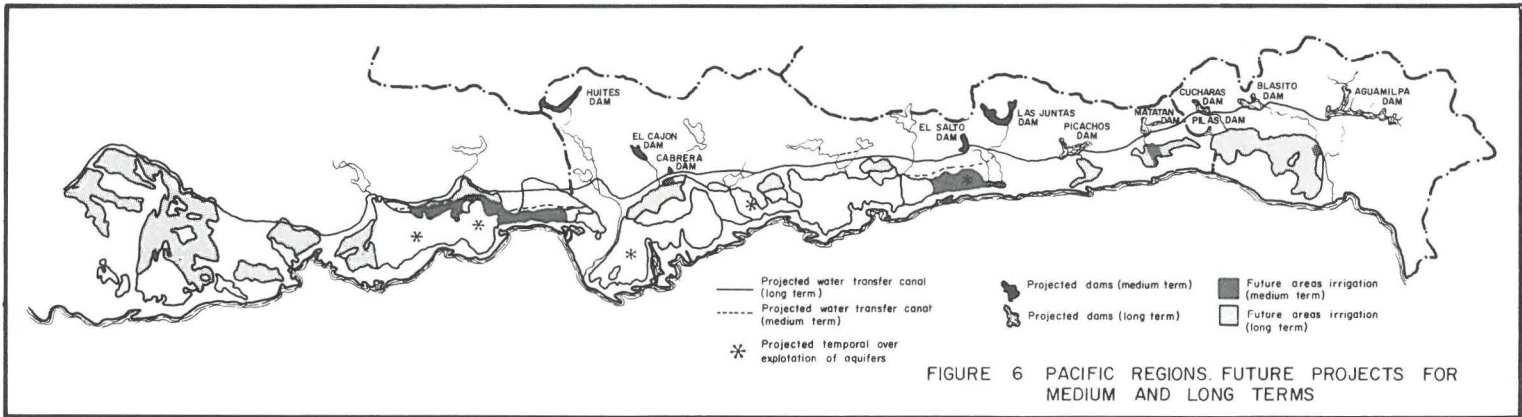 HUITES
DAM
EL CAJON
DAM
CABRERA
DAM
EL SALTO
DAM
LAS JUNTAS
DAM
PICACHOS
DAM
MATATAN
DAM
CUCHARAS
DAM
PILAS DAM
BLASITO
DAM
AGUAMILPA
DAM
Projected water transfer canal
(long term)
Projected water transfer canal
(medium term)
* Projected temporal over
explotation of aquifers
Projected dams (medium term)
Projected dams (long term)
Future areas irrigation
(medium term)
Future areas irrigation
(long term)
FIGURE 6 PACIFIC REGIONS. FUTURE PROJECTS FOR
MEDIUM AND LONG TERMS